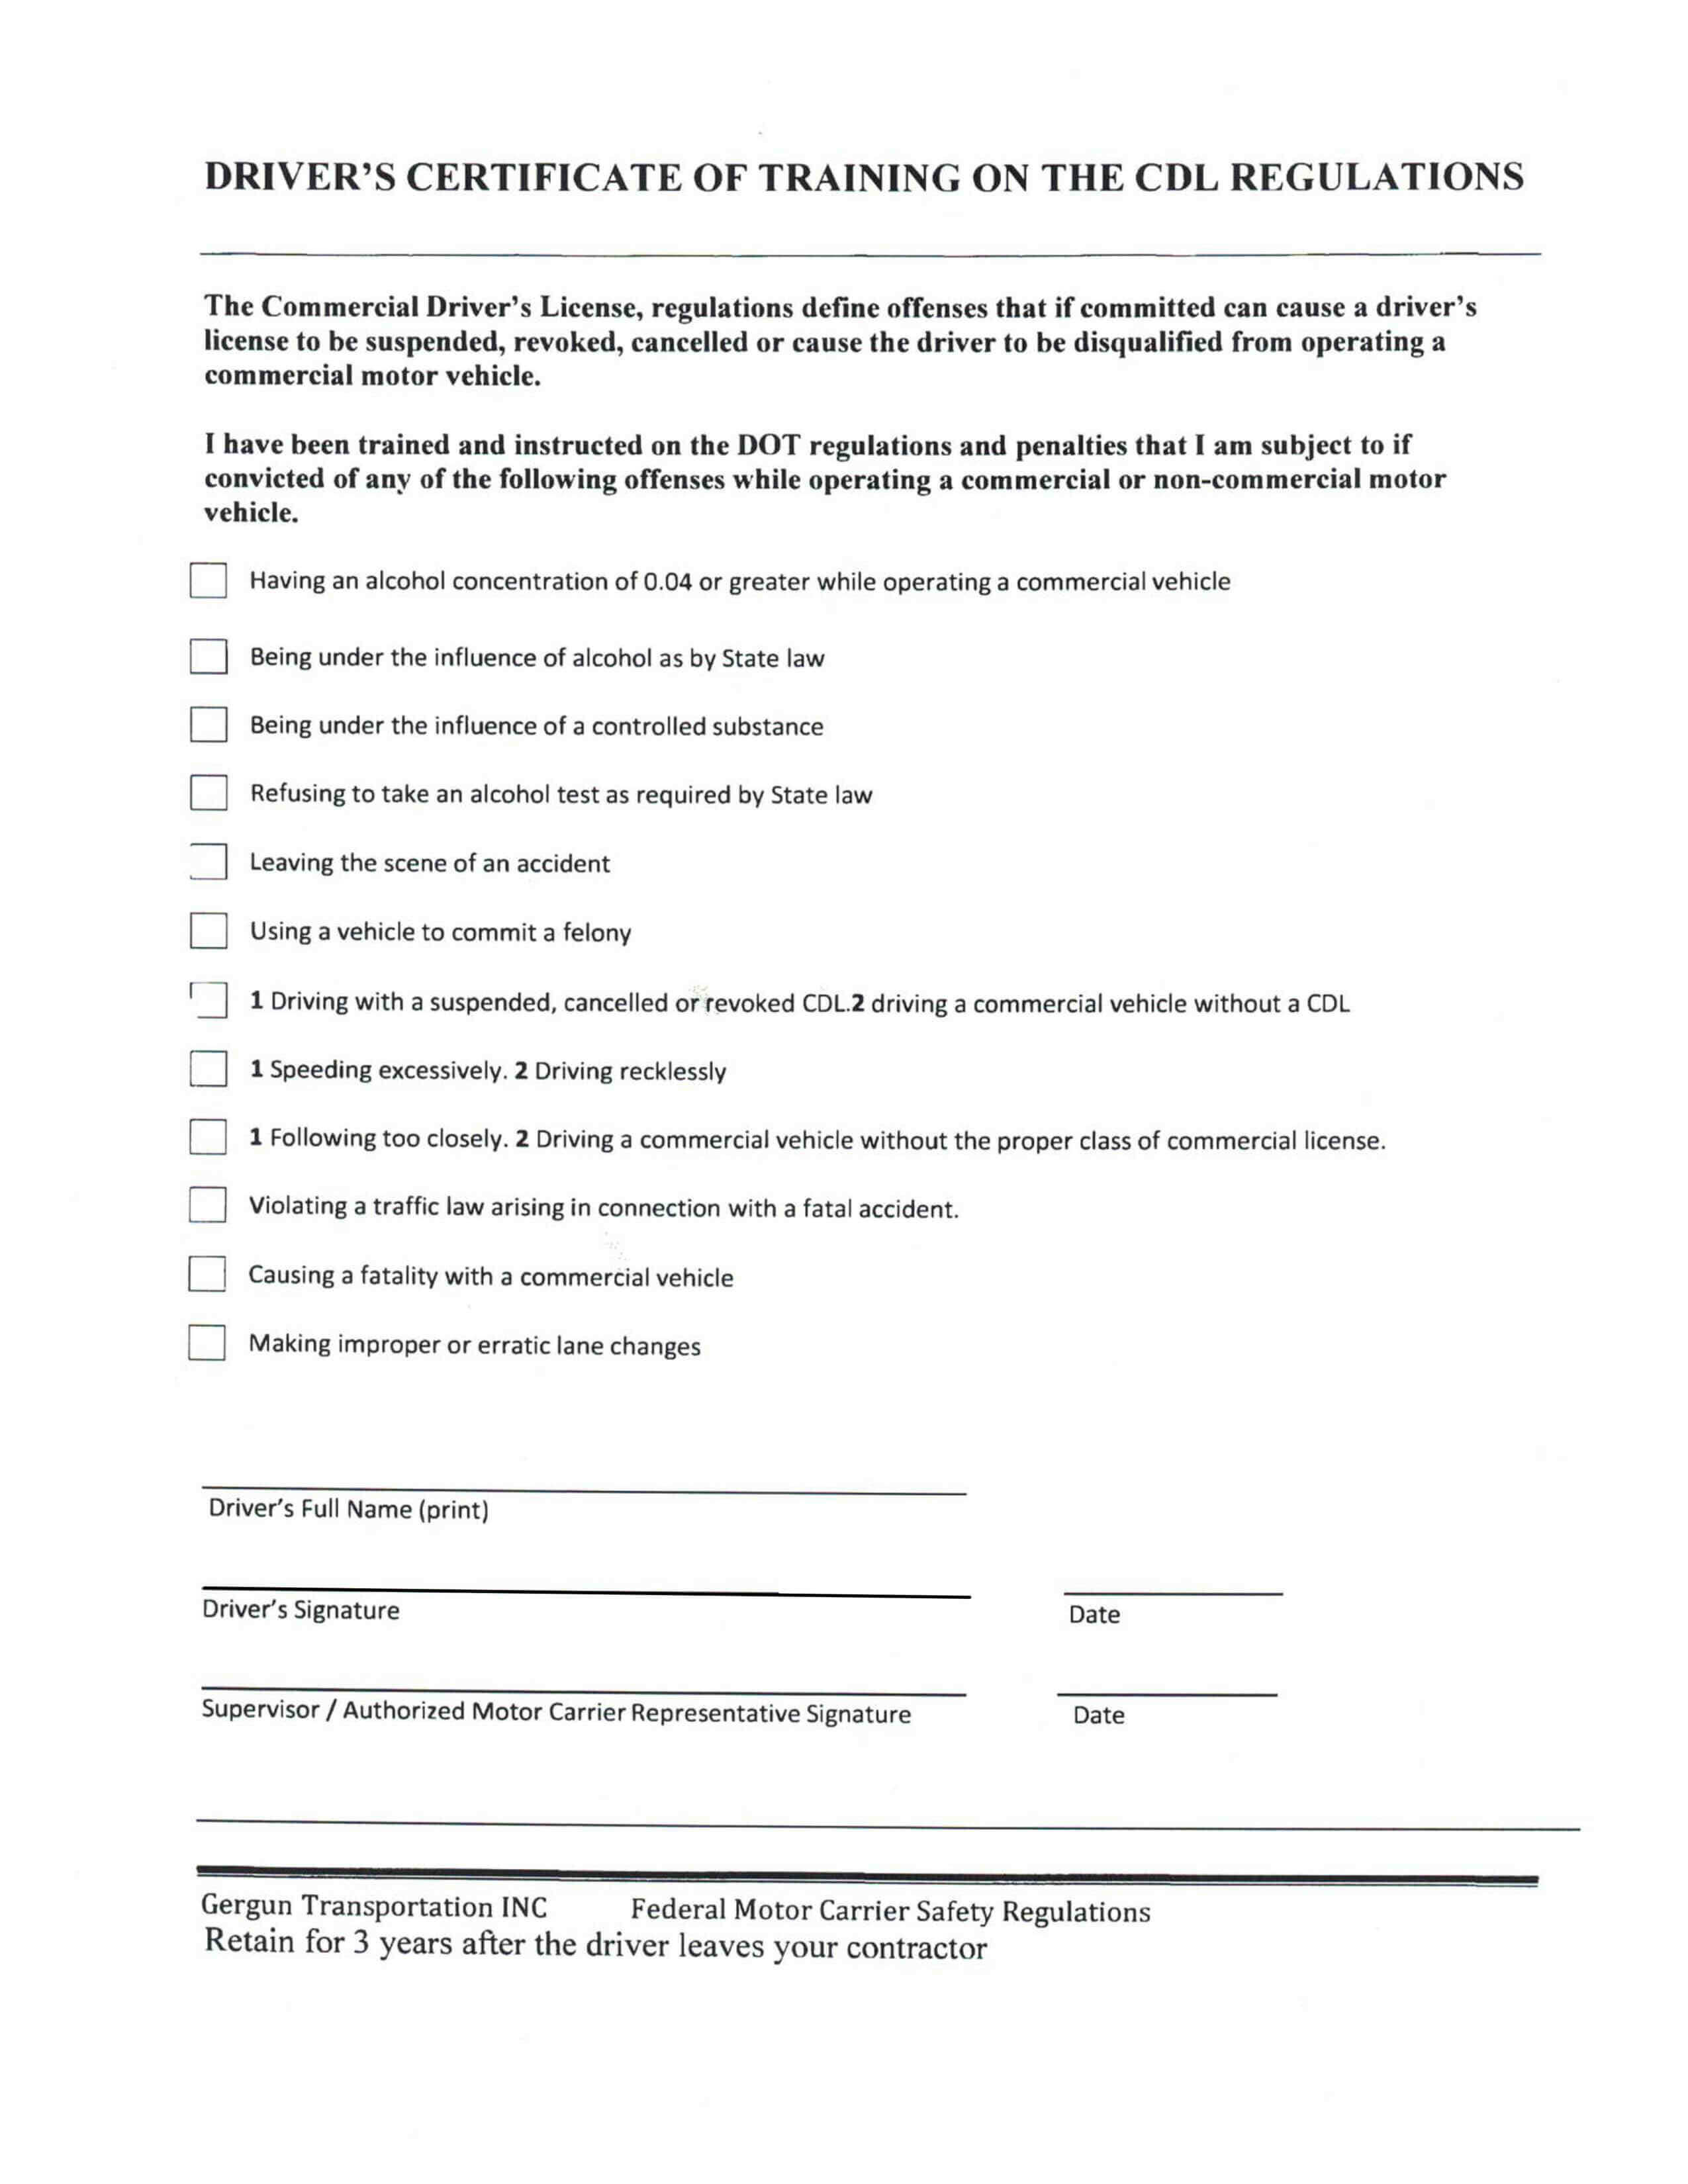 DRIVER'S CERTIFICATE OF TRAINING ON THE CDL REGULATIONS
The Commercial Driver's License, regulations define offenses that if committed can cause a driver's
license to be suspended, revoked, cancelled or cause the driver to be disqualified from operating a
commercial motor vehicle.
I have been trained and instructed on the DOT regulations and penalties that I am subject to if
convicted of any of the following offenses while operating a commercial or non-commercial motor
vehicle.
Having an alcohol concentration of 0.04 or greater while operating a commercial vehicle
Being under the influence of alcohol as by State law
Being under the influence of a controlled substance
Refusing to take an alcohol test as required by State law
Leaving the scene of an accident
Using a vehicle to commit a felony
1 Driving with a suspended, cancelled or revoked CDL.2 driving a commercial vehicle without a CDL
1 Speeding excessively. 2 Driving recklessly
1 Following too closely. 2 Driving a commercial vehicle without the proper class of commercial license.
Violating a traffic law arising in connection with a fatal accident.
Causing a fatality with a commercial vehicle
Making improper or erratic lane changes
Driver's Full Name (print)
Driver's Signature Date
Supervisor / Authorized Motor Carrier Representative Signature Date
Gergun Transportation INC Federal Motor Carrier Safety Regulations
Retain for 3 years after the driver leaves your contractor